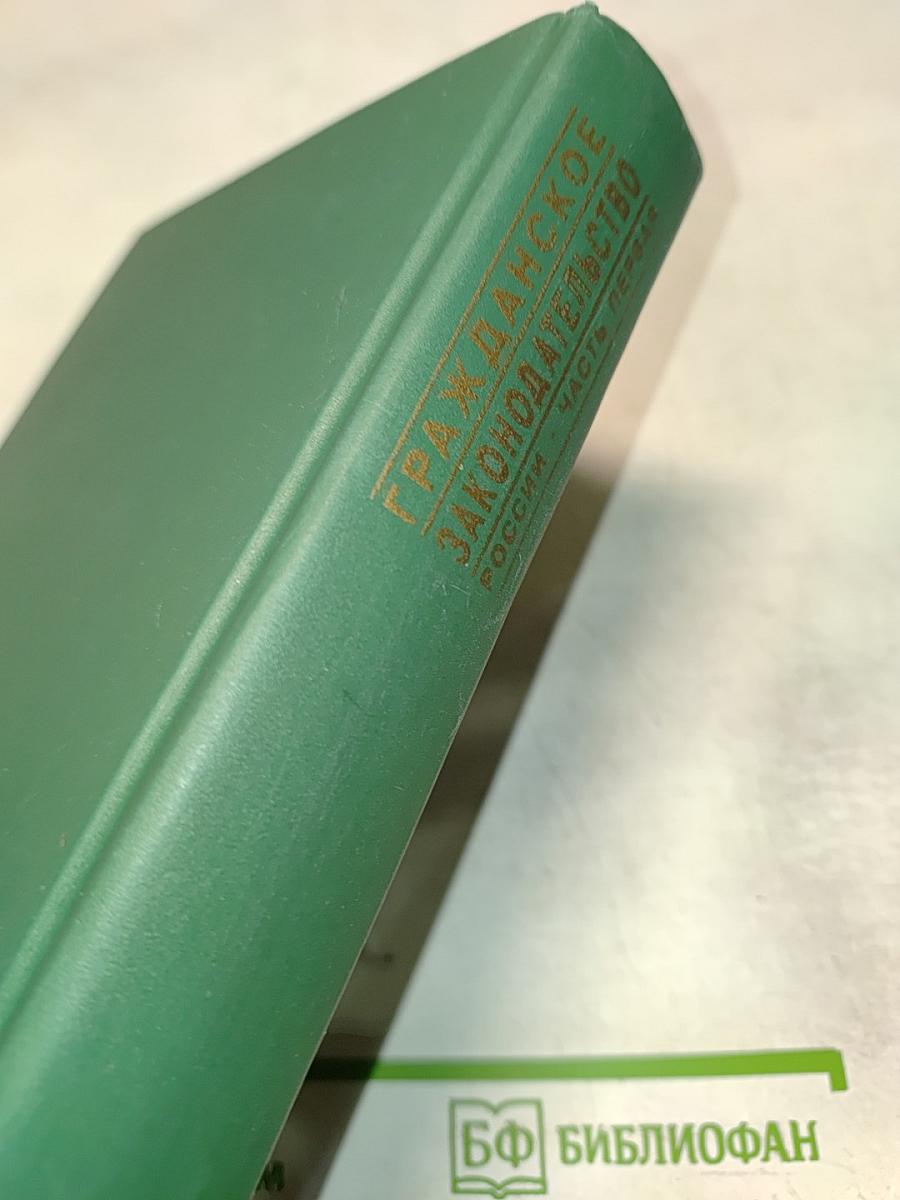 ГРАЖДАНСКОЕ
ЗАКОНОДАТЕЛЬСТВО
РОССИИ · ЧАСТЬ ПЕРВАЯ
БФ БИБЛИОФАН